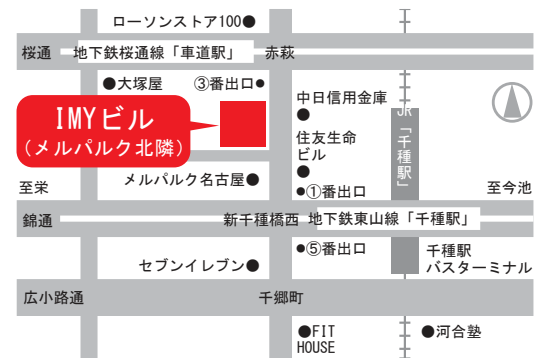 ローソンストア100●
桜通 地下鉄桜通線「車道駅」 赤萩
●大塚屋 ③番出口●
IMYビル
(メルパルク北隣)
中日信用金庫
●
住友生命
ビル
●
JR「千種駅」
メルパルク名古屋●
●①番出口
至栄
至今池
錦通
新千種橋西 地下鉄東山線「千種駅」
●⑤番出口
セブンイレブン●
千種駅
バスターミナル
広小路通
千郷町
●FIT
HOUSE
●河合塾